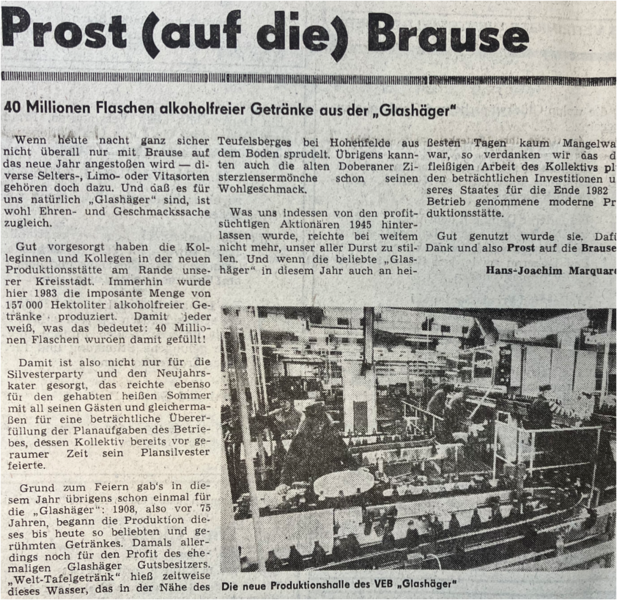 Prost (auf die) Brause
40 Millionen Flaschen alkoholfreier Getränke aus der „Glashäger“
Wenn heute nacht ganz sicher
nicht überall nur mit Brause auf
das neue Jahr angestoßen wird — di-
verse Selters-, Limo- oder Vitasorten
gehören doch dazu. Und daß es für
uns natürlich „Glashäger“ sind, ist
wohl Ehren- und Geschmackssache
zugleich.
Gut vorgesorgt haben die Kol-
leginnen und Kollegen in der neuen
Produktionsstätte am Rande unse-
rer Kreisstadt. Immerhin wurde
hier 1983 die imposante Menge von
157 000 Hektoliter alkoholfreier Ge-
tränke produziert. Damit jeder
weiß, was das bedeutet: 40 Millio-
nen Flaschen wurden damit gefüllt!
Damit ist also nicht nur für die
Silvesterparty und den Neujahrs-
kater gesorgt, das reichte ebenso
für den gehabten heißen Sommer
mit all seinen Gästen und gleicherma-
ßen für eine beträchtliche Übererf-
füllung der Planaufgaben des Betrie-
bes, dessen Kollektiv bereits vor ge-
raumer Zeit sein Plansilvester
feierte.
Grund zum Feiern gab's in die-
sem Jahr übrigens schon einmal für
die „Glashäger“: 1908, also vor 75
Jahren, begann die Produktion die-
ses bis heute so beliebten und ge-
rühmten Getränkes. Damals aller-
dings noch für den Profit des ehe-
maligen Glashäger Gutsbesitzers.
„Welt-Tafelgetränk“ hieß zeitweise
dieses Wasser, das in der Nähe des
Teufelsberges bei Hohenfelde aus
dem Boden sprudelt. Übrigens kann-
ten auch die alten Doberaner Zi-
sterziensermönche schon seinen
Wohlgeschmack.
Was uns indessen von den profit-
süchtigen Aktionären 1945 hinter-
lassen wurde, reichte bei weitem
nicht mehr, unser aller Durst zu stil-
len. Und wenn die beliebte „Glas-
häger“ in diesem Jahr auch an hei-
ßesten Tagen kaum Mangelwa
war, so verdanken wir das d
fleißigen Arbeit des Kollektivs pl
den beträchtlichen Investitionen u
seres Staates für die Ende 1982
Betrieb genommene moderne Pr
duktionsstätte.
Gut genutzt wurde sie. Dafü
Dank und also Prost auf die Brause
Hans-Joachim Marquard
Die neue Produktionshalle des VEB „Glashäger“